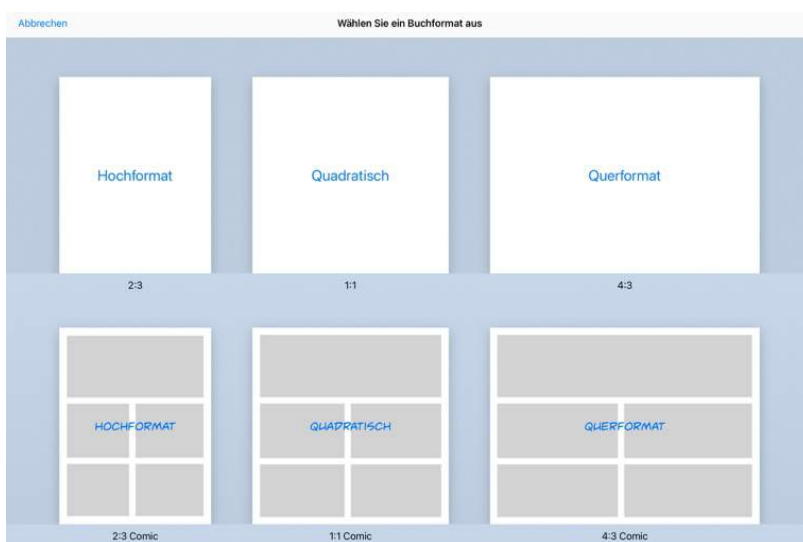 Abbrechen
Wählen Sie ein Buchformat aus
Hochformat
Quadratisch
Querformat
2:3
1:1
4:3
HOCHFORMAT
QUADRATISCH
QUERFORMAT
2:3 Comic
1:1 Comic
4:3 Comic